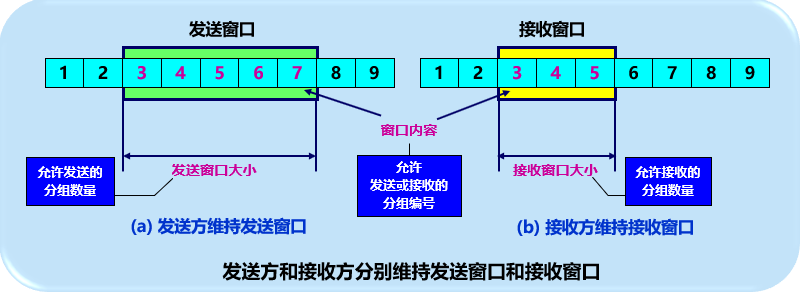 发送窗口
接收窗口
1 2 3 4 5 6 7 8 9
1 2 3 4 5 6 7 8 9
窗口内容
允许发送的
分组数量
发送窗口大小
允许
发送或接收的
分组编号
接收窗口大小
允许接收的
分组数量
(a) 发送方维持发送窗口
(b) 接收方维持接收窗口
发送方和接收方分别维持发送窗口和接收窗口